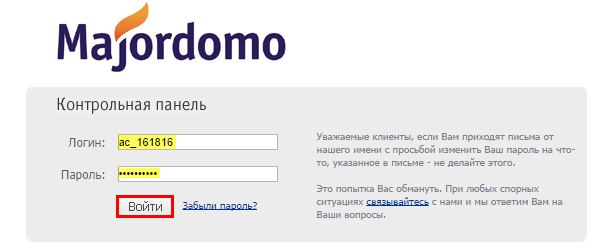 Majordomo
Контрольная панель
Логин: ac_161816
Пароль: ••••••••••
Войти Забыли пароль?
Уважаемые клиенты, если Вам приходят письма от
нашего имени с просьбой изменить Ваш пароль на что-
то, указанное в письме - не делайте этого.
Это попытка Вас обмануть. При любых спорных
ситуациях связывайтесь с нами и мы ответим Вам на
Ваши вопросы.